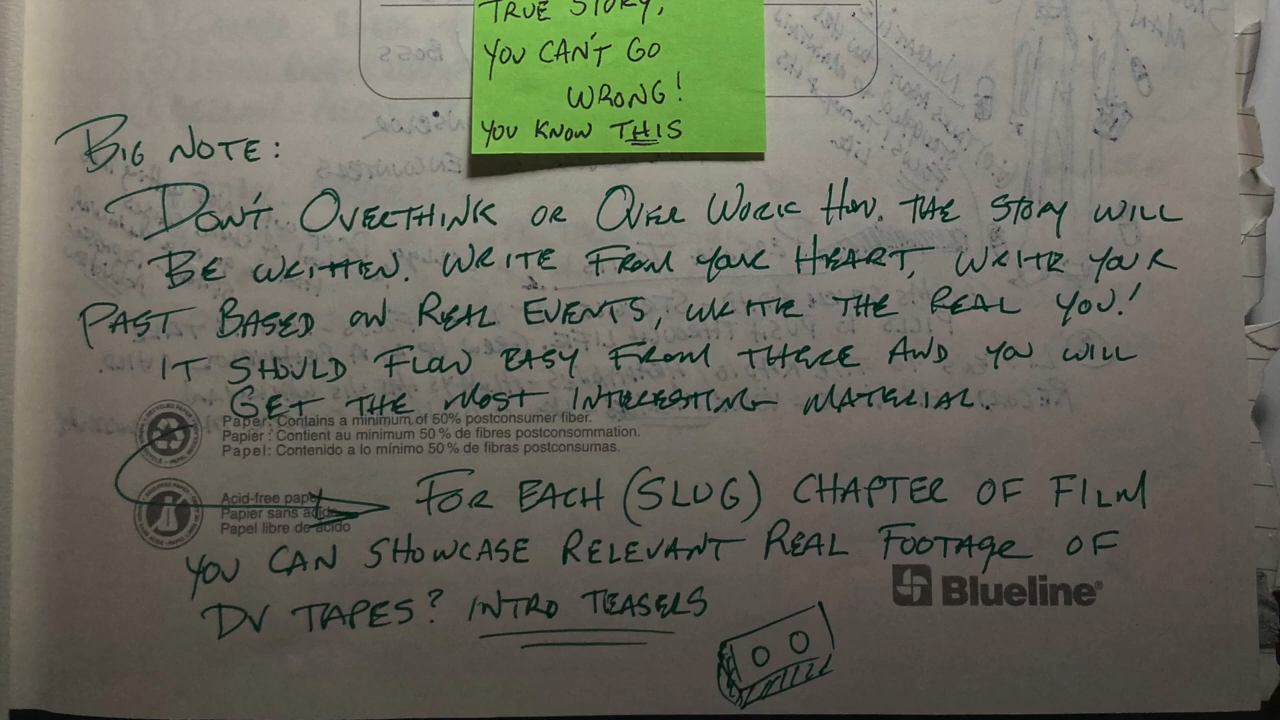 TRUE STORY,
YOU CAN'T GO
WRONG!
YOU KNOW THIS
BIG NOTE:
DON'T OVERTHINK OR OVER WORK HOW THE STORY WILL
BE WRITTEN. WRITE FROM YOUR HEART, WRITE YOUR
PAST BASED ON REAL EVENTS, WRITE THE REAL YOU!
IT SHOULD FLOW EASY FROM THERE AND YOU WILL
GET THE MOST INTERESTING MATERIAL.
Paper: Contains a minimum of 50% postconsumer fiber.
Papier : Contient au minimum 50 % de fibres postconsommation.
Papel: Contenido a lo mínimo 50 % de fibras postconsumas.
Acid-free paper
Papier sans acide
Papel libre de ácido
FOR EACH (SLUG) CHAPTER OF FILM
YOU CAN SHOWCASE RELEVANT REAL FOOTAGE OF
DV TAPES? INTRO TEASERS
Blueline®